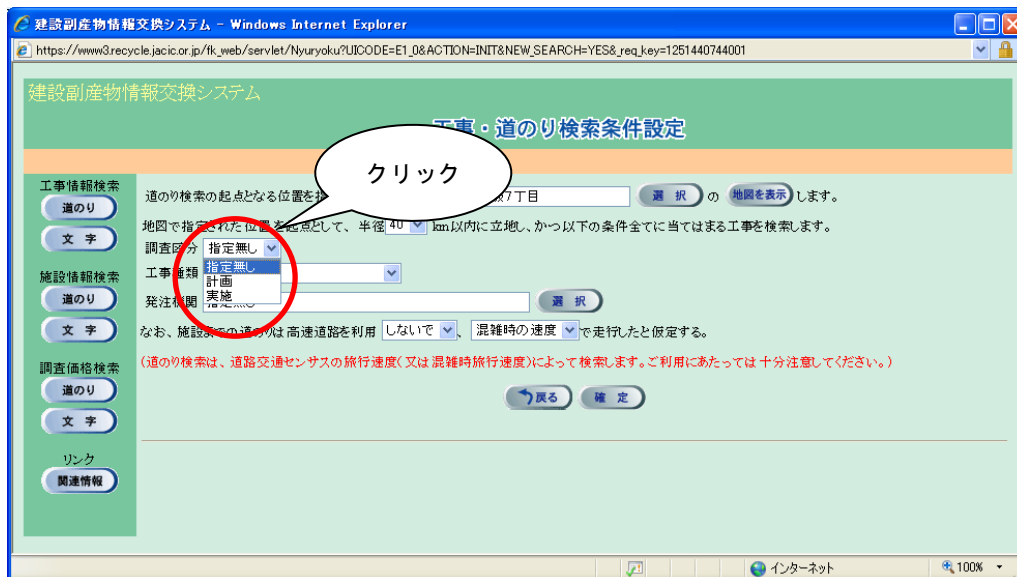 建設副産物情報交換システム - Windows Internet Explorer
https://www3.recycle.jacic.or.jp/fk_web/servlet/Nyuryoku?UICODE=E1_0&ACTION=INIT&NEW_SEARCH=YES&_req_key=1251440744001
建設副産物情報交換システム
工事・道のり検索条件設定
クリック
工事情報検索
道のり
文 字
施設情報検索
道のり
文 字
調査価格検索
道のり
文 字
リンク
関連情報
道のり検索の起点となる位置を 7丁目 選 択 の 地図を表示 します。
地図で指定された位置を起点として、半径 40 km以内に立地し、かつ以下の条件全てに当てはまる工事を検索します。
調査区分 指定無し
指定無し
計画
実施
工事種類
発注機関 指定無し 選 択
なお、施設までの道のりは高速道路を利用 しないで 、 混雑時の速度 で走行したと仮定する。
(道のり検索は、道路交通センサスの旅行速度(又は混雑時旅行速度)によって検索します。ご利用にあたっては十分注意してください。)
戻る 確 定
インターネット 100%